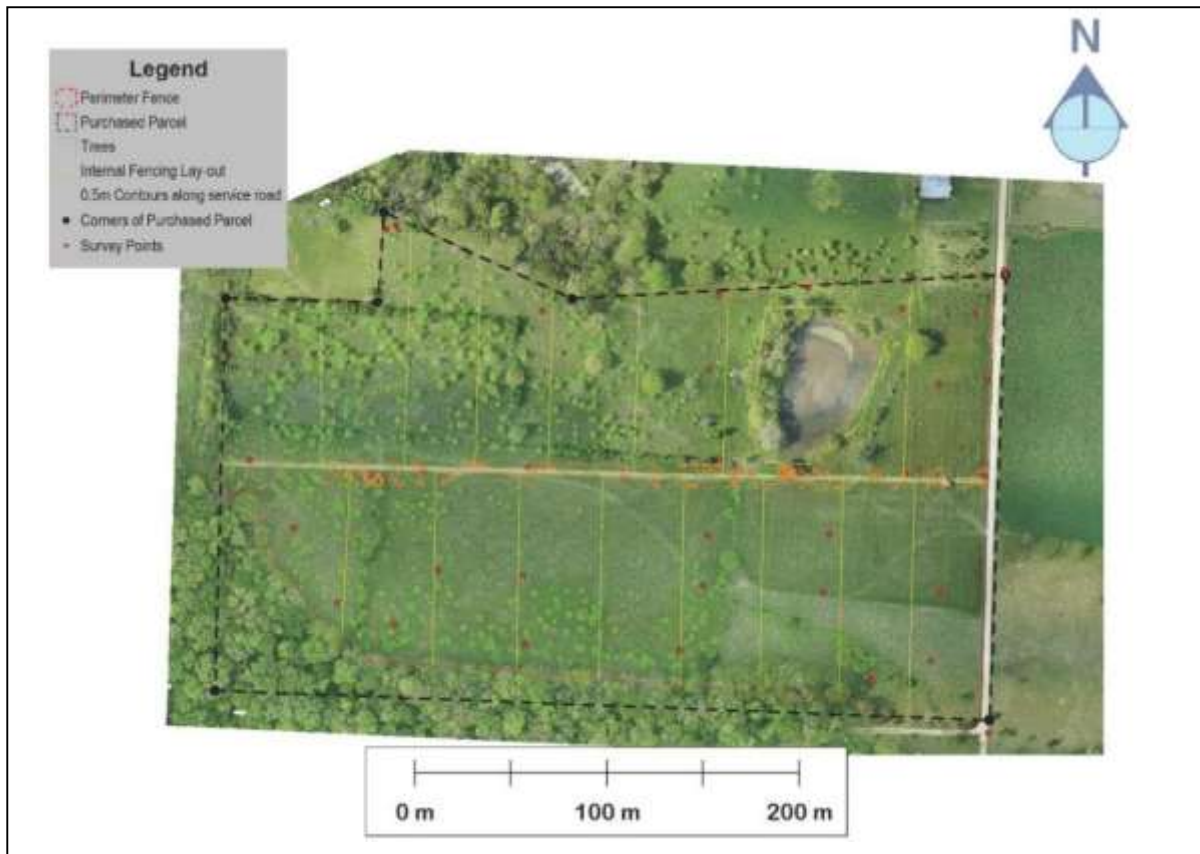 N
Legend
Perimeter Fence
Purchased Parcel
Trees
Internal Fencing Lay-out
0.5m Contours along service road
Corners of Purchased Parcel
Survey Points
0 m 100 m 200 m